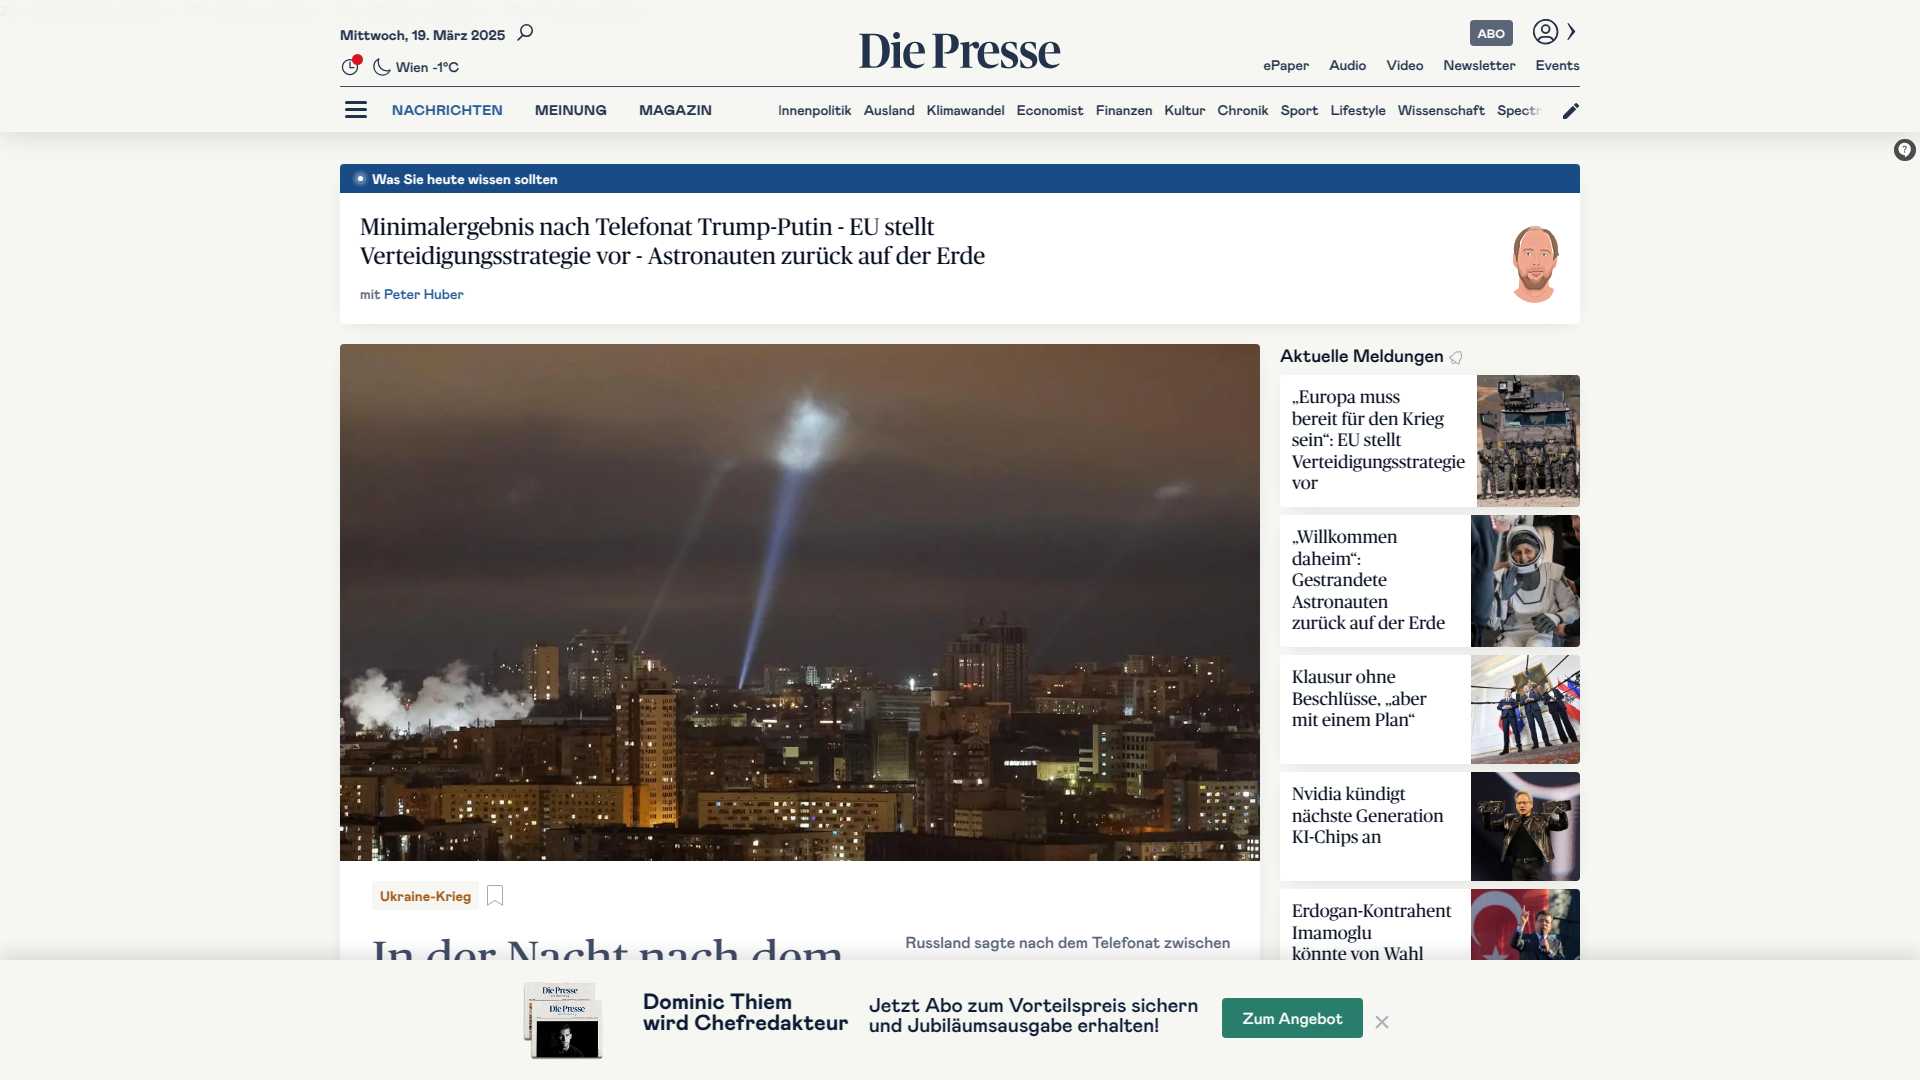 Mittwoch, 19. März 2025
Die Presse
ABO
Wien -1°C
ePaper Audio Video Newsletter Events
NACHRICHTEN MEINUNG MAGAZIN
Innenpolitik Ausland Klimawandel Economist Finanzen Kultur Chronik Sport Lifestyle Wissenschaft Spectr
Was Sie heute wissen sollten
Minimalergebnis nach Telefonat Trump-Putin - EU stellt
Verteidigungsstrategie vor - Astronauten zurück auf der Erde
mit Peter Huber
Ukraine-Krieg
In der Nacht nach dem
Russland sagte nach dem Telefonat zwischen
Aktuelle Meldungen
„Europa muss
bereit für den Krieg
sein“: EU stellt
Verteidigungsstrategie
vor
„Willkommen
daheim“:
Gestrandete
Astronauten
zurück auf der Erde
Klausur ohne
Beschlüsse, „aber
mit einem Plan“
Nvidia kündigt
nächste Generation
KI-Chips an
Erdogan-Kontrahent
Imamoglu
könnte von Wahl
Die Presse
Die Presse
Dominic Thiem
wird Chefredakteur
Jetzt Abo zum Vorteilspreis sichern
und Jubiläumsausgabe erhalten!
Zum Angebot